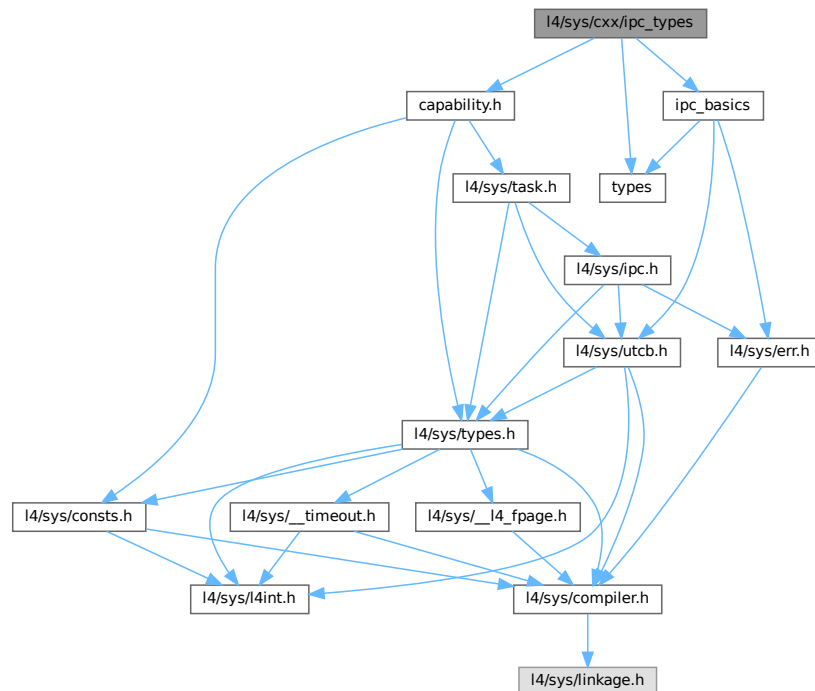 l4/sys/cxx/ipc_types
capability.h
ipc_basics
l4/sys/task.h
types
l4/sys/ipc.h
l4/sys/utcb.h
l4/sys/err.h
l4/sys/types.h
l4/sys/consts.h
l4/sys/__timeout.h
l4/sys/__l4_fpage.h
l4/sys/l4int.h
l4/sys/compiler.h
l4/sys/linkage.h